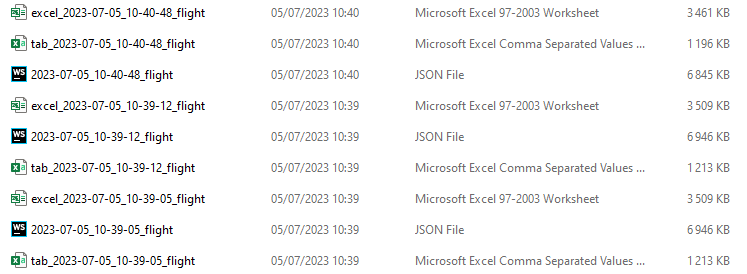 excel_2023-07-05_10-40-48_flight 05/07/2023 10:40 Microsoft Excel 97-2003 Worksheet 3 461 KB
tab_2023-07-05_10-40-48_flight 05/07/2023 10:40 Microsoft Excel Comma Separated Values ... 1 196 KB
WS 2023-07-05_10-40-48_flight 05/07/2023 10:40 JSON File 6 845 KB
excel_2023-07-05_10-39-12_flight 05/07/2023 10:39 Microsoft Excel 97-2003 Worksheet 3 509 KB
WS 2023-07-05_10-39-12_flight 05/07/2023 10:39 JSON File 6 946 KB
tab_2023-07-05_10-39-12_flight 05/07/2023 10:39 Microsoft Excel Comma Separated Values ... 1 213 KB
excel_2023-07-05_10-39-05_flight 05/07/2023 10:39 Microsoft Excel 97-2003 Worksheet 3 509 KB
WS 2023-07-05_10-39-05_flight 05/07/2023 10:39 JSON File 6 946 KB
tab_2023-07-05_10-39-05_flight 05/07/2023 10:39 Microsoft Excel Comma Separated Values ... 1 213 KB